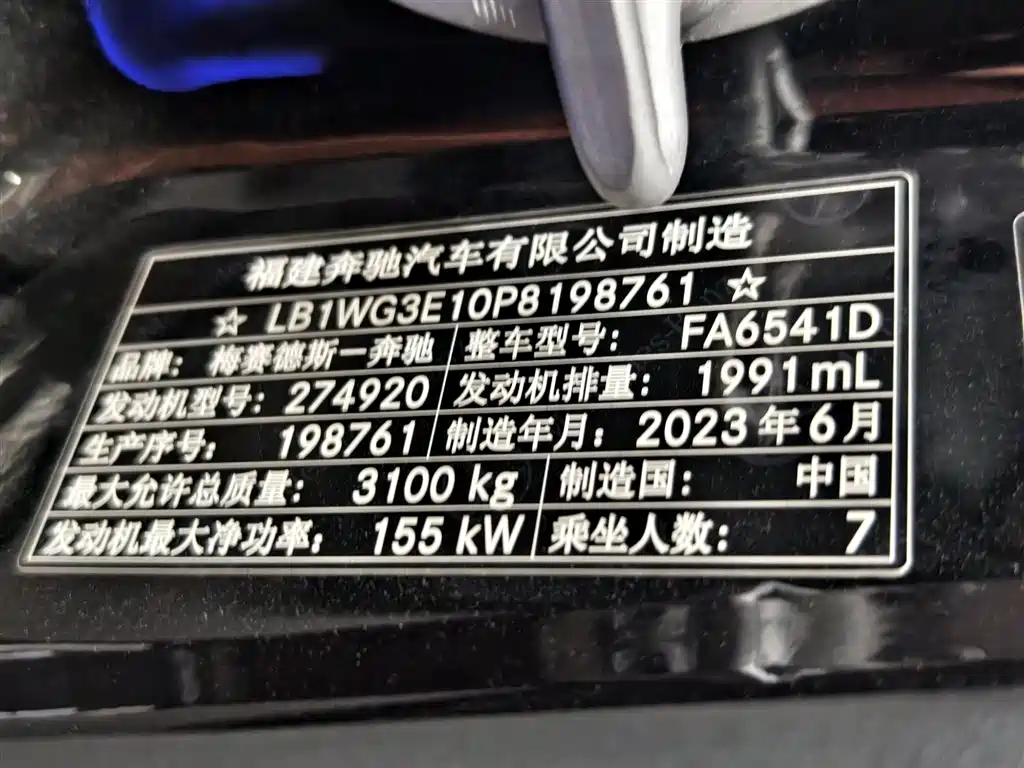 福建奔驰汽车有限公司制造
☆ LB1WG3E10P8198761 ☆
品牌: 梅赛德斯一奔驰 整车型号: FA6541D
发动机型号: 274920 发动机排量: 1991mL
生产序号: 198761 制造年月: 2023年6月
最大允许总质量: 3100 kg 制造国: 中国
发动机最大净功率: 155 kW 乘坐人数: 7